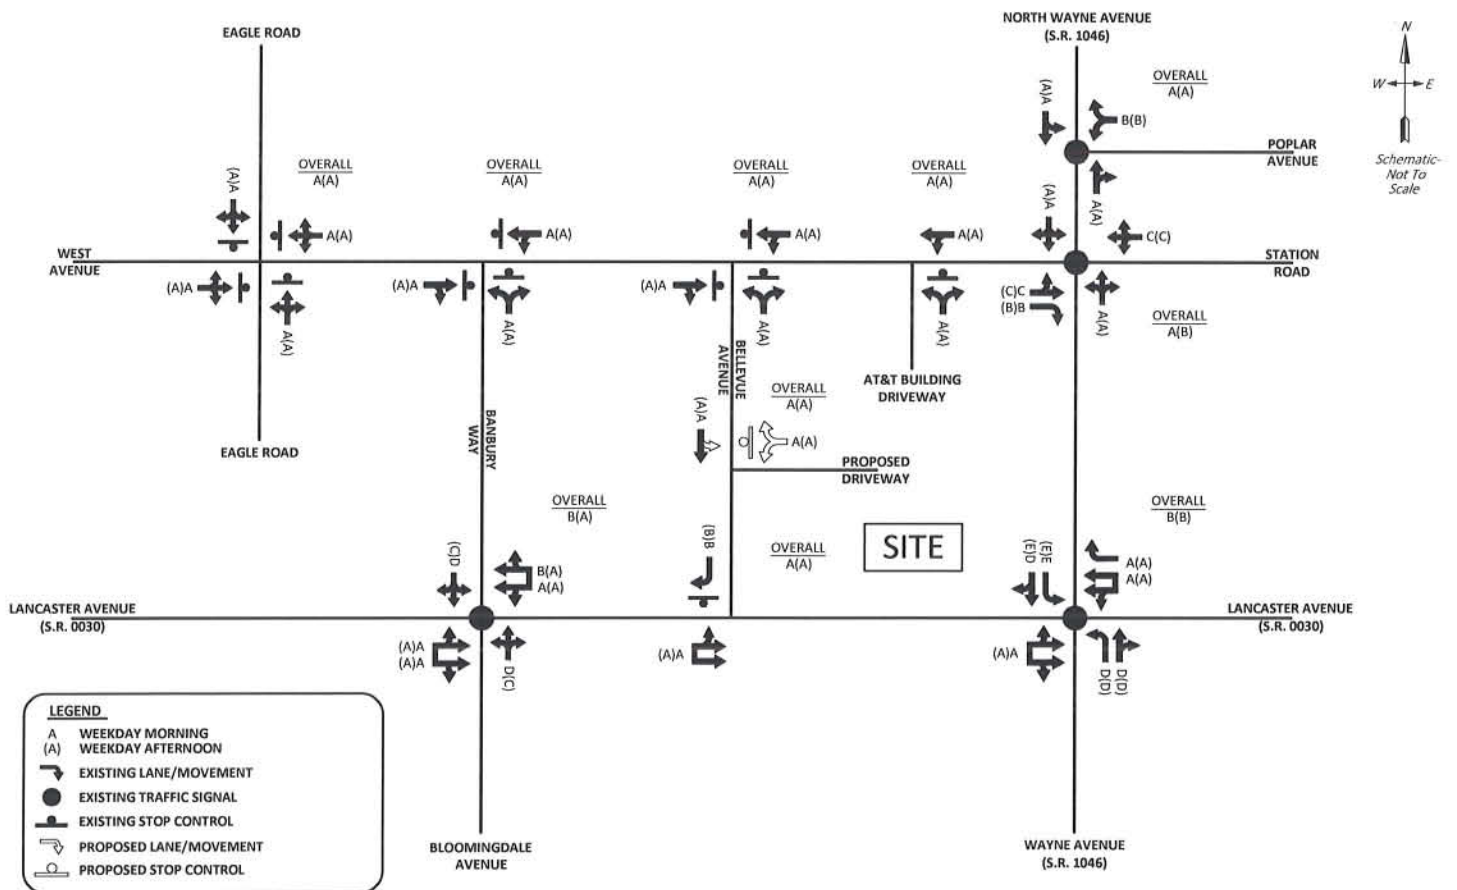 EAGLE ROAD
NORTH WAYNE AVENUE
(S.R. 1046)
N
W
E
Schematic-
Not To
Scale
OVERALL
A(A)
(A)A
B(B)
POPLAR
AVENUE
A(A)
(A)A
OVERALL
A(A)
A(A)
OVERALL
A(A)
A(A)
OVERALL
A(A)
A(A)
OVERALL
A(A)
A(A)
(A)A
C(C)
WEST
AVENUE
STATION
ROAD
(A)A
A(A)
(A)A
A(A)
(A)A
A(A)
A(A)
(C)C
(B)B
A(A)
OVERALL
A(B)
BELLEVUE
AVENUE
AT&T BUILDING
DRIVEWAY
EAGLE ROAD
BANBURY
WAY
(A)A
OVERALL
A(A)
A(A)
PROPOSED
DRIVEWAY
OVERALL
B(A)
(C)D
B(A)
A(A)
(B)B
OVERALL
A(A)
SITE
OVERALL
B(B)
(E)D
(E)E
A(A)
A(A)
LANCASTER AVENUE
(S.R. 0030)
LANCASTER AVENUE
(S.R. 0030)
(A)A
(A)A
D(C)
(A)A
(A)A
D(D)
D(D)
LEGEND
A WEEKDAY MORNING
(A) WEEKDAY AFTERNOON
EXISTING LANE/MOVEMENT
EXISTING TRAFFIC SIGNAL
EXISTING STOP CONTROL
PROPOSED LANE/MOVEMENT
PROPOSED STOP CONTROL
BLOOMINGDALE
AVENUE
WAYNE AVENUE
(S.R. 1046)